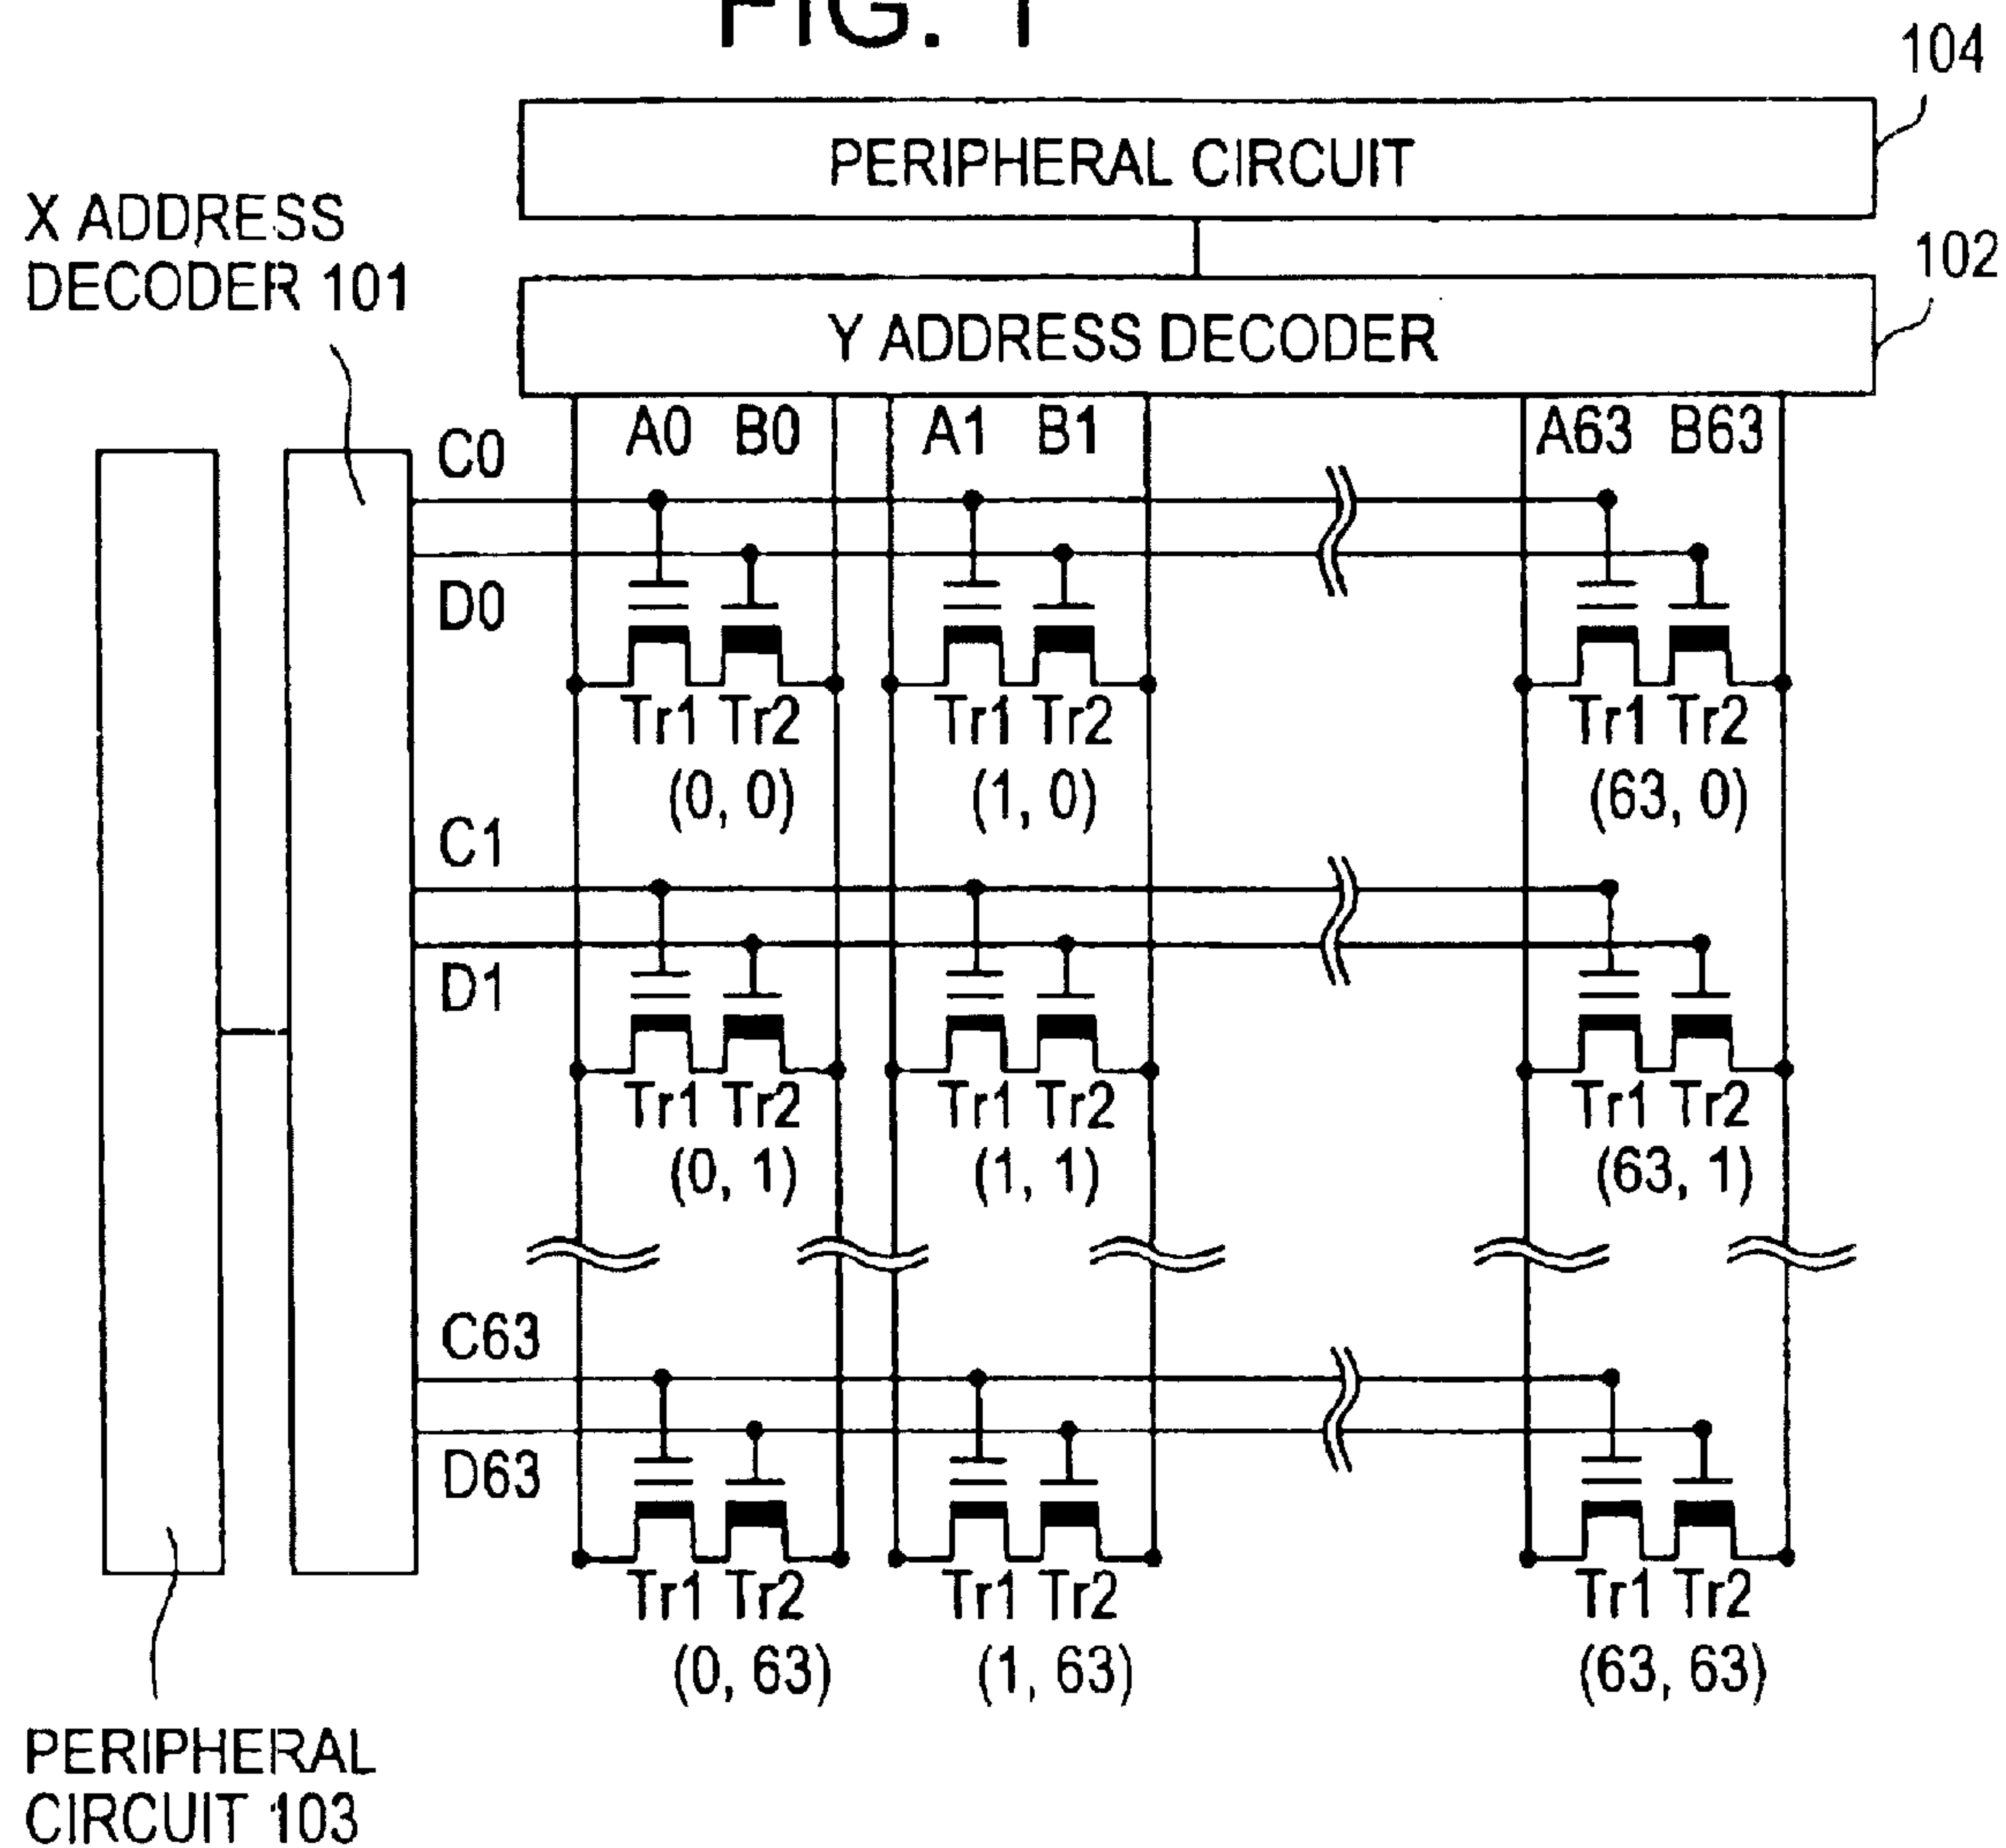 FIG. 1
104
PERIPHERAL CIRCUIT
X ADDRESS
DECODER 101
102
Y ADDRESS DECODER
A0 B0 A1 B1 A63 B63
C0
D0
Tr1 Tr2 Tr1 Tr2 Tr1 Tr2
(0, 0) (1, 0) (63, 0)
C1
D1
Tr1 Tr2 Tr1 Tr2 Tr1 Tr2
(0, 1) (1, 1) (63, 1)
C63
D63
Tr1 Tr2 Tr1 Tr2 Tr1 Tr2
(0, 63) (1, 63) (63, 63)
PERIPHERAL
CIRCUIT 103